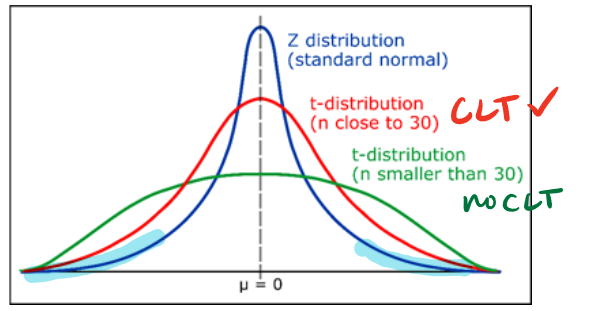 Z distribution
(standard normal)
t-distribution
(n close to 30)
CLT ✓
t-distribution
(n smaller than 30)
no CLT
μ = 0